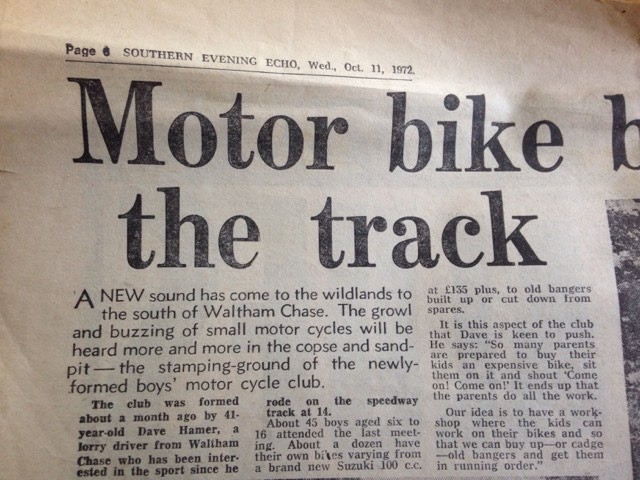 Page 6 SOUTHERN EVENING ECHO, Wed., Oct. 11, 1972.
Motor bike b
the track
A NEW sound has come to the wildlands to
the south of Waltham Chase. The growl
and buzzing of small motor cycles will be
heard more and more in the copse and sand-
pit — the stamping-ground of the newly-
formed boys' motor cycle club.
The club was formed
about a month ago by 41-
year-old Dave Hamer, a
lorry driver from Waltham
Chase who has been inter-
ested in the sport since he
rode on the speedway
track at 14.
About 45 boys aged six to
16 attended the last meet-
ing. About a dozen have
their own bikes varying from
a brand new Suzuki 100 c.c.
at £135 plus, to old bangers
built up or cut down from
spares.
It is this aspect of the club
that Dave is keen to push.
He says: "So many parents
are prepared to buy their
kids an expensive bike, sit
them on it and shout 'Come
on! Come on!' It ends up that
the parents do all the work.
Our idea is to have a work-
shop where the kids can
work on their bikes and so
that we can buy up—or cadge
—old bangers and get them
in running order."